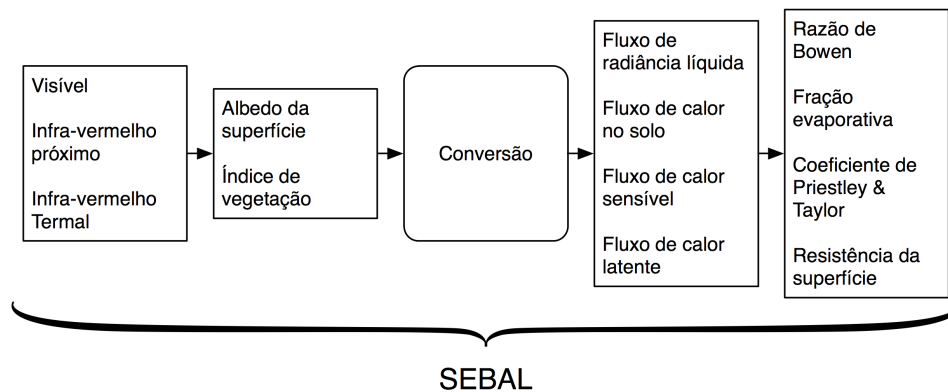 Visível
Infra-vermelho
próximo
Infra-vermelho
Termal
Albedo da
superfície
Índice de
vegetação
Conversão
Fluxo de
radiância líquida
Fluxo de calor
no solo
Fluxo de calor
sensível
Fluxo de calor
latente
Razão de
Bowen
Fração
evaporativa
Coeficiente de
Priestley &
Taylor
Resistência da
superfície
SEBAL